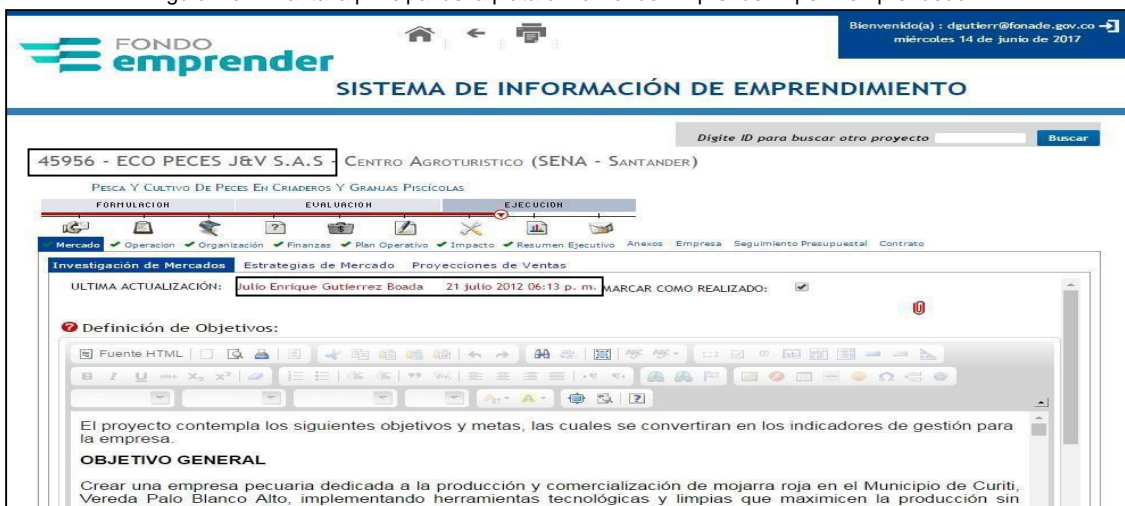 Bienvenido(a) : dgutierr@fonade.gov.co
miércoles 14 de junio de 2017
FONDO
emprender
SISTEMA DE INFORMACIÓN DE EMPRENDIMIENTO
Digite ID para buscar otro proyecto Buscar
45956 - ECO PECES J&V S.A.S - CENTRO AGROTURISTICO (SENA - SANTANDER)
PESCA Y CULTIVO DE PECES EN CRIADEROS Y GRANJAS PISCÍCOLAS
FORMULACION EVALUACION EJECUCION
Mercado Operacion Organización Finanzas Plan Operativo Impacto Resumen Ejecutivo Anexos Empresa Seguimiento Presupuestal Contrato
Investigación de Mercados Estrategias de Mercado Proyecciones de Ventas
ULTIMA ACTUALIZACIÓN: Julio Enrique Gutierrez Boada 21 julio 2012 06:13 p. m. MARCAR COMO REALIZADO:
Definición de Objetivos:
Fuente HTML
El proyecto contempla los siguientes objetivos y metas, las cuales se convertiran en los indicadores de gestión para
la empresa.
OBJETIVO GENERAL
Crear una empresa pecuaria dedicada a la producción y comercialización de mojarra roja en el Municipio de Curiti,
Vereda Palo Blanco Alto, implementando herramientas tecnológicas y limpias que maximicen la producción sin